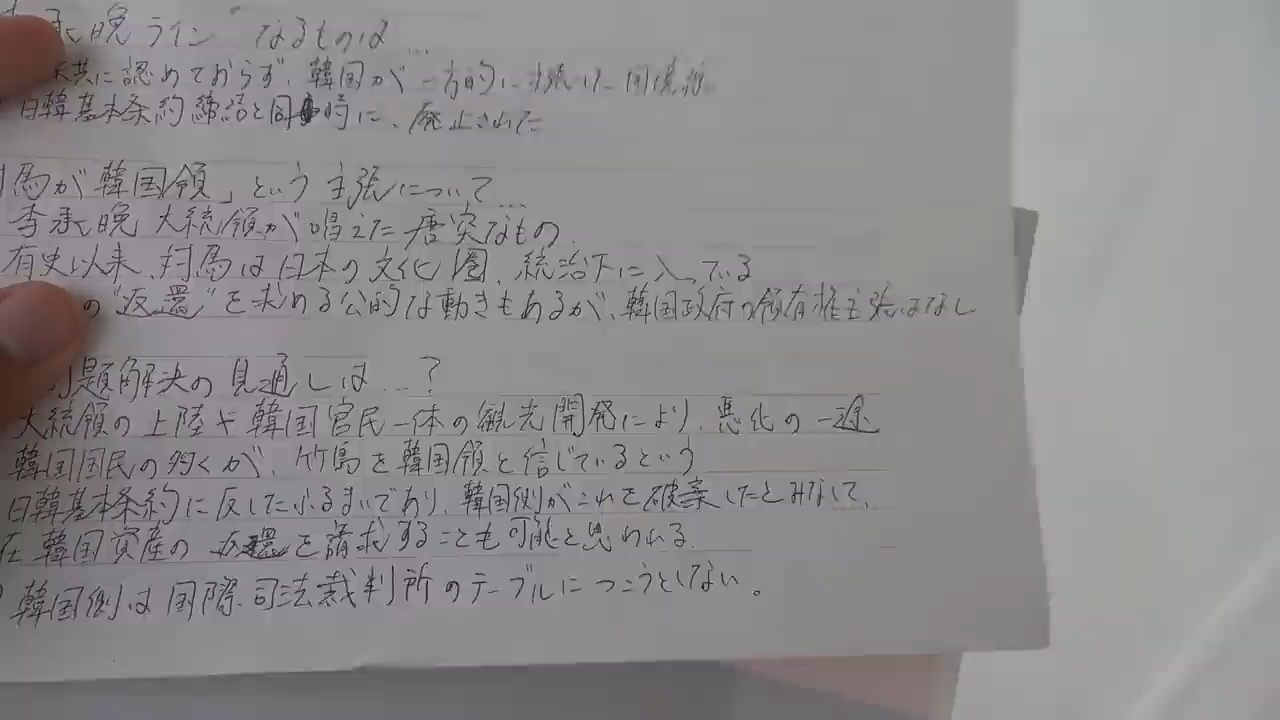 承晩ライン"なるものは…
共に認めておらず、韓国が一方的に
日韓基本条約締結と同時に、廃止された
馬が韓国領」という主張について…
李承晩大統領が唱えた唐突なもの。
有史以来、対馬は日本の文化圏、統治下に入っている
の"返還"を求める公的な動きもあるが、韓国政府の領有権主張はなし
題解決の見通しは…?
大統領の上陸や韓国官民一体の観光開発により、悪化の一途
韓国国民の多くが、竹島を韓国領と信じているという
日韓基本条約に反したふるまいであり、韓国側がこれを破棄したとみなして、
在韓国資産の返還を請求することも可能と思われる。
韓国側は国際司法裁判所のテーブルにつこうとしない。